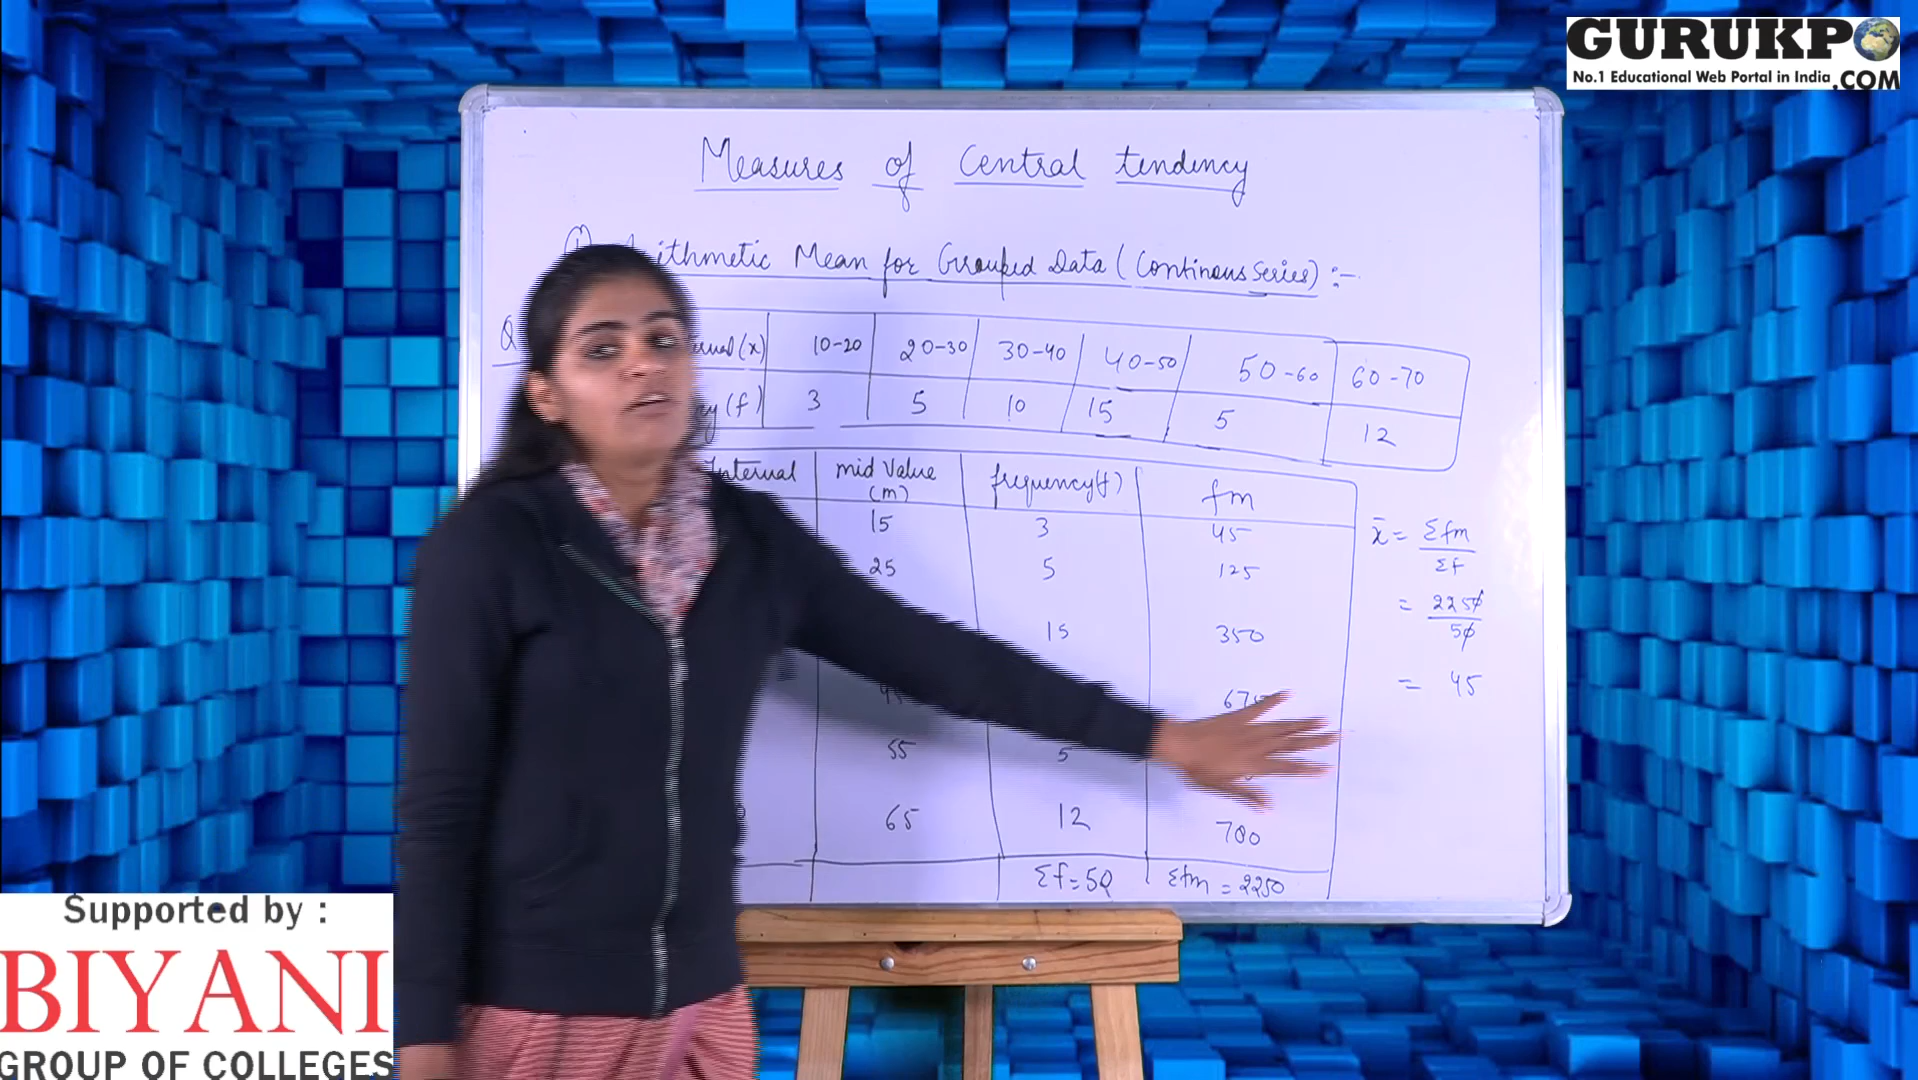 GURUKPO
No.1 Educational Web Portal in India .COM
Measures of Central tendency
Mean for Grouped Data (Continous Series) :-
Q
(x) 10-20 20-30 30-40 40-50 50-60 60-70
(f) 3 5 10 15 5 12
Internal mid Value (m) frequency(f) fm
15 3 45
25 5 125
15 350
55 5
65 12 700
Σf = 50 Σfm = 2250
x̄ = Σfm / Σf
= 2250 / 50
= 45
Supported by :
BIYANI
GROUP OF COLLEGES